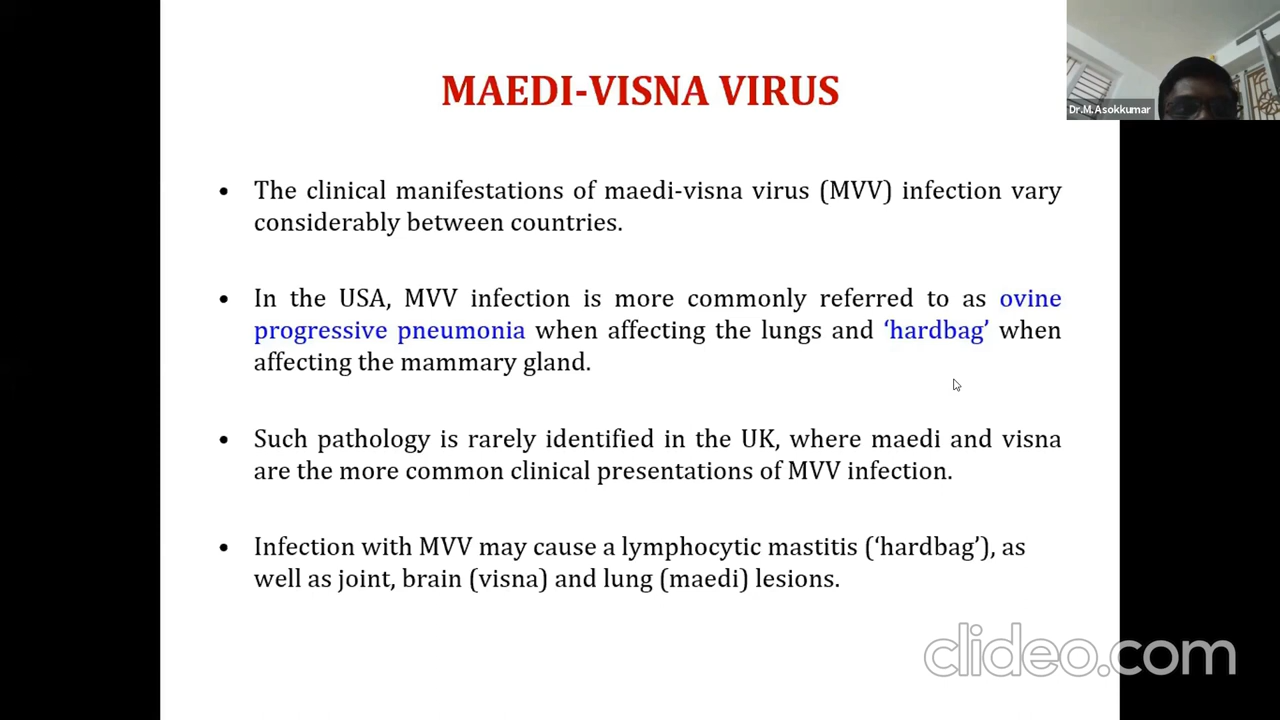 MAEDI-VISNA VIRUS
Dr.M.Asokkumar
• The clinical manifestations of maedi-visna virus (MVV) infection vary
considerably between countries.
• In the USA, MVV infection is more commonly referred to as ovine
progressive pneumonia when affecting the lungs and ‘hardbag’ when
affecting the mammary gland.
• Such pathology is rarely identified in the UK, where maedi and visna
are the more common clinical presentations of MVV infection.
• Infection with MVV may cause a lymphocytic mastitis (‘hardbag’), as
well as joint, brain (visna) and lung (maedi) lesions.
clideo.com